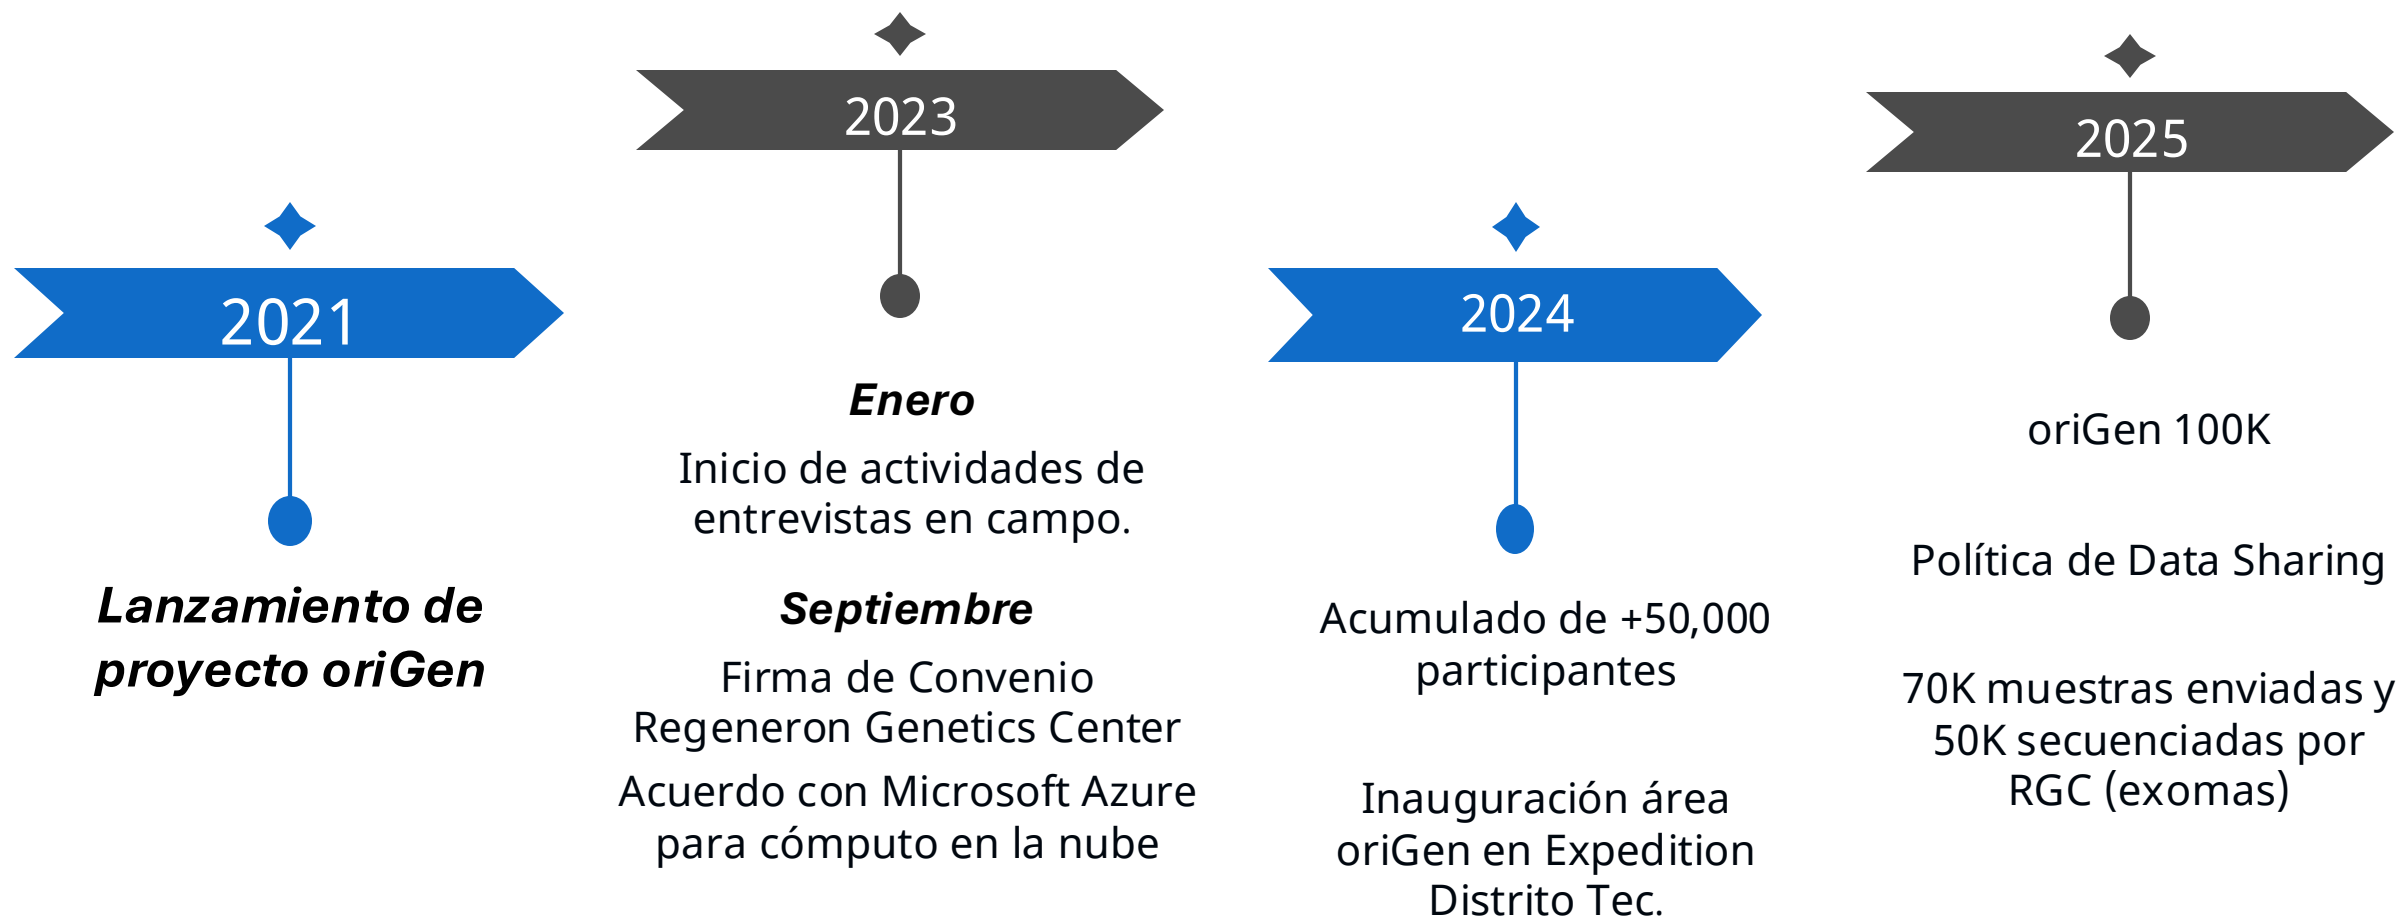 2021
Lanzamiento de
proyecto oriGen
2023
Enero
Inicio de actividades de
entrevistas en campo.
Septiembre
Firma de Convenio
Regeneron Genetics Center
Acuerdo con Microsoft Azure
para cómputo en la nube
2024
Acumulado de +50,000
participantes
Inauguración área
oriGen en Expedition
Distrito Tec.
2025
oriGen 100K
Política de Data Sharing
70K muestras enviadas y
50K secuenciadas por
RGC (exomas)